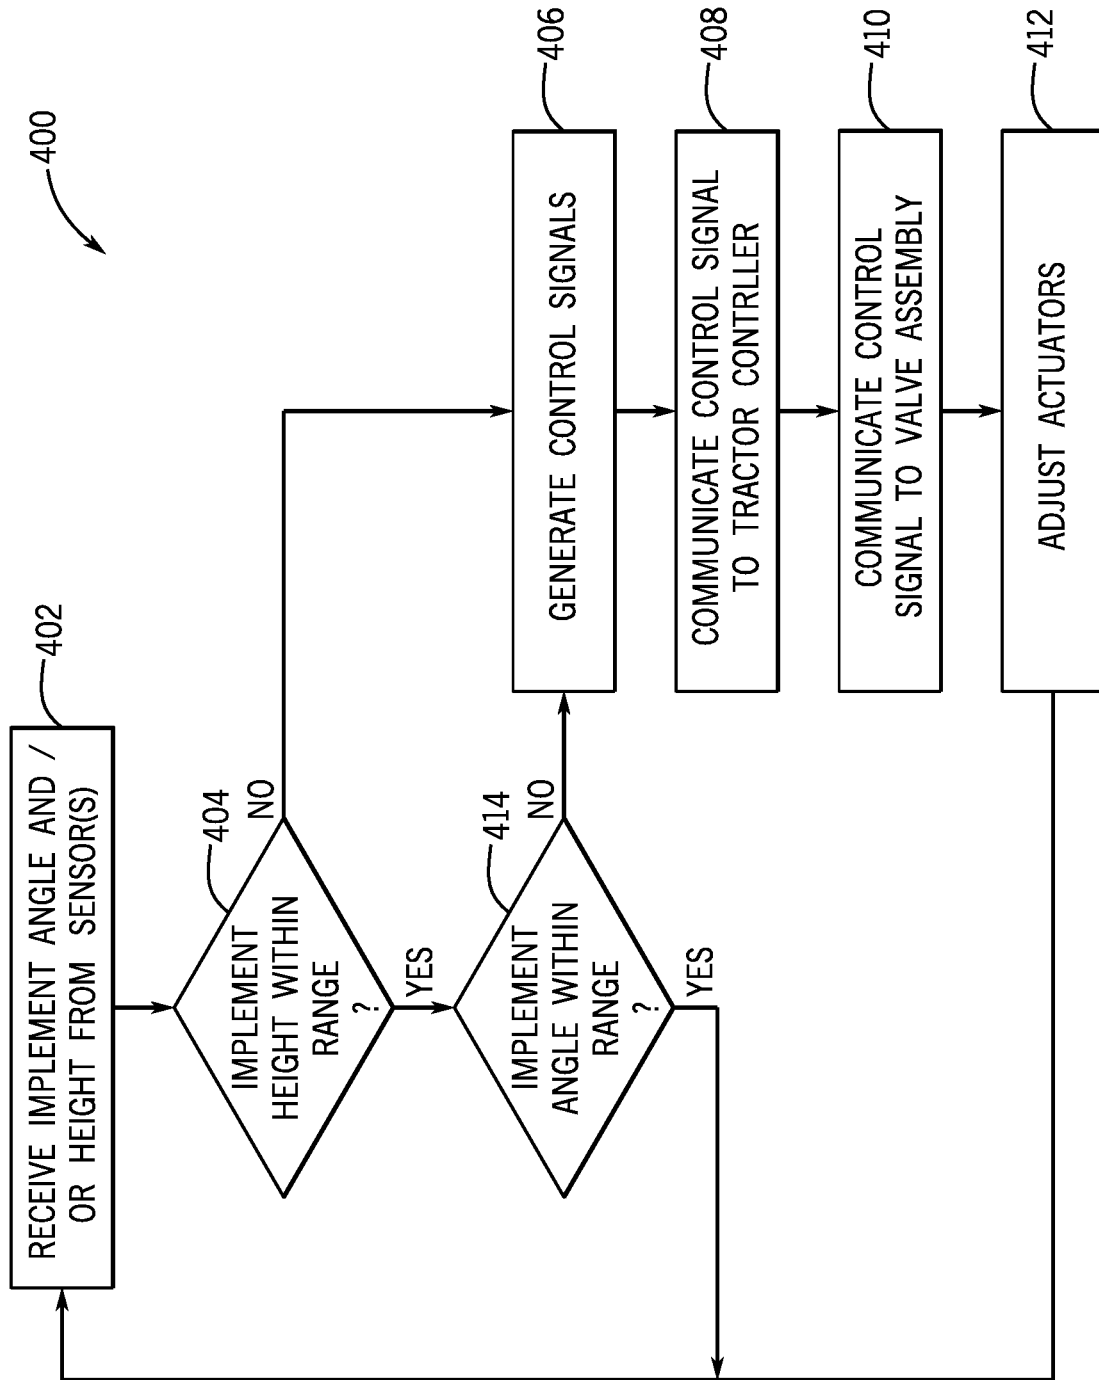 400
402
RECEIVE IMPLEMENT ANGLE AND /
OR HEIGHT FROM SENSOR(S)
404
IMPLEMENT
HEIGHT WITHIN
RANGE
?
NO
YES
414
IMPLEMENT
ANGLE WITHIN
RANGE
?
NO
YES
406
GENERATE CONTROL SIGNALS
408
COMMUNICATE CONTROL SIGNAL
TO TRACTOR CONTRLLER
410
COMMUNICATE CONTROL
SIGNAL TO VALVE ASSEMBLY
412
ADJUST ACTUATORS